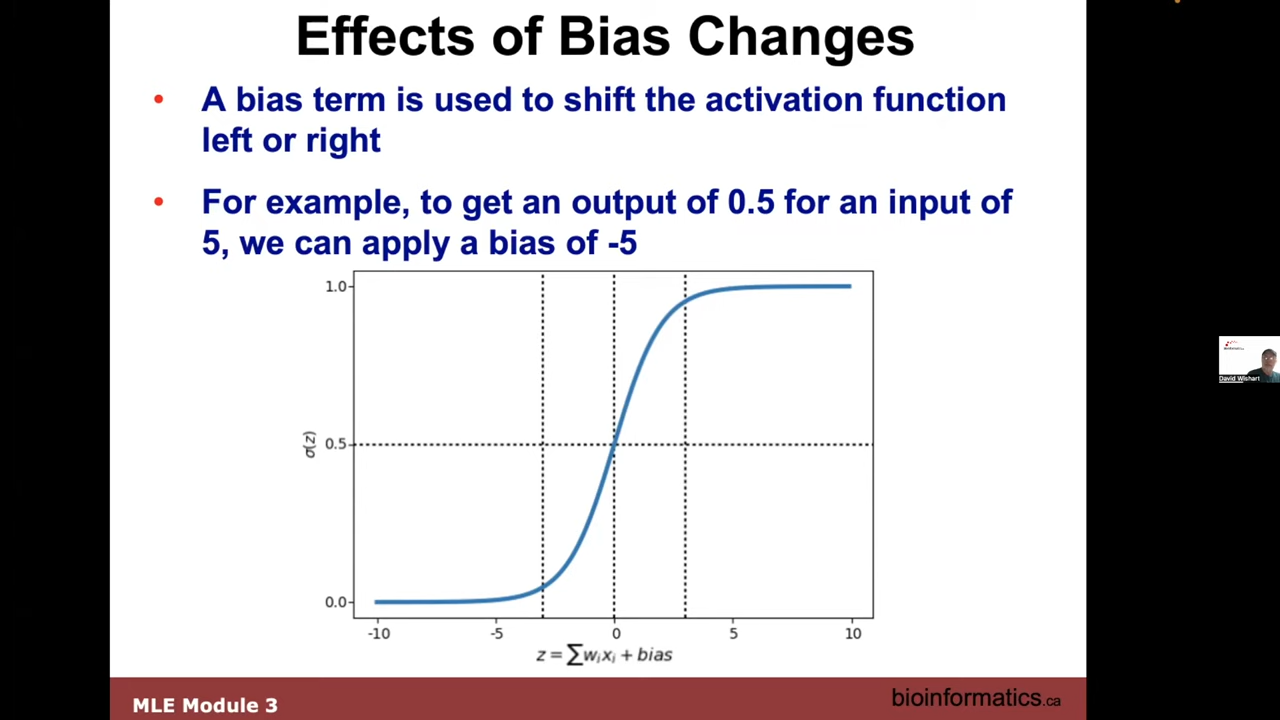 Effects of Bias Changes
• A bias term is used to shift the activation function
left or right
• For example, to get an output of 0.5 for an input of
5, we can apply a bias of -5
1.0
0.5
0.0
σ(z)
-10 -5 0 5 10
z = ∑wᵢxᵢ + bias
David Wishart
MLE Module 3
bioinformatics.ca